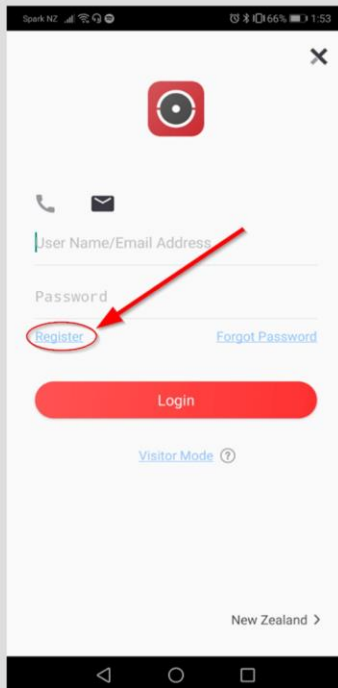 Spark NZ 66% 1:53
User Name/Email Address
Password
Register Forgot Password
Login
Visitor Mode ?
New Zealand >